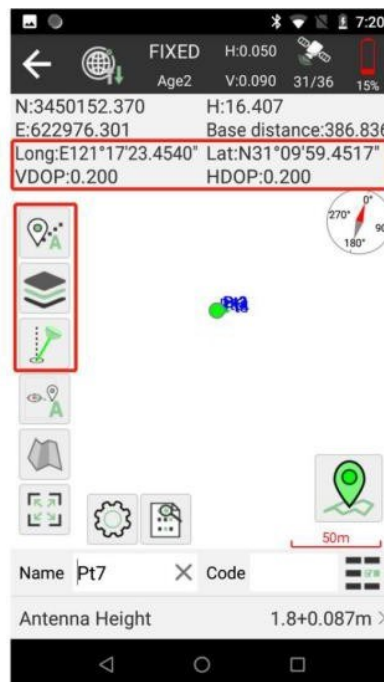 7:20
FIXED H:0.050
Age2 V:0.090 31/36 15%
N:3450152.370 H:16.407
E:622976.301 Base distance:386.836
Long:E121°17'23.4540" Lat:N31°09'59.4517"
VDOP:0.200 HDOP:0.200
0°
270° 90
180°
A
A
50m
Name Pt7 Code
Antenna Height 1.8+0.087m